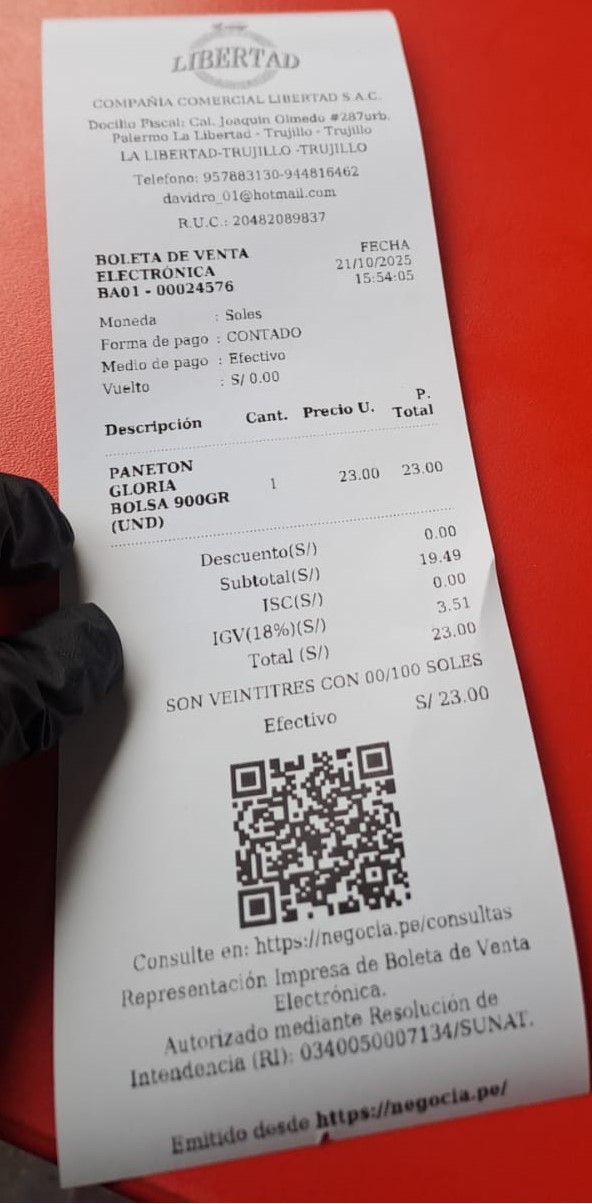 LIBERTAD
COMPAÑIA COMERCIAL LIBERTAD S.A.C.
Docilio Fiscal: Cal. Joaquin Olmedo #287urb.
Palermo La Libertad - Trujillo - Trujillo
LA LIBERTAD-TRUJILLO -TRUJILLO
Telefono: 957883130-944816462
davidro_01@hotmail.com
R.U.C.: 20482089837
BOLETA DE VENTA
ELECTRÓNICA
BA01 - 00024576
FECHA
21/10/2025
15:54:05
Moneda : Soles
Forma de pago : CONTADO
Medio de pago : Efectivo
Vuelto : S/ 0.00
Descripción Cant. Precio U. P. Total
PANETON
GLORIA
BOLSA 900GR
(UND)
1 23.00 23.00
Descuento(S/) 0.00
Subtotal(S/) 19.49
ISC(S/) 0.00
IGV(18%)(S/) 3.51
Total (S/) 23.00
SON VEINTITRES CON 00/100 SOLES
Efectivo S/ 23.00
Consulte en: https://negocia.pe/consultas
Representación Impresa de Boleta de Venta
Electrónica.
Autorizado mediante Resolución de
Intendencia (RI): 0340050007134/SUNAT.
Emitido desde https://negocia.pe/